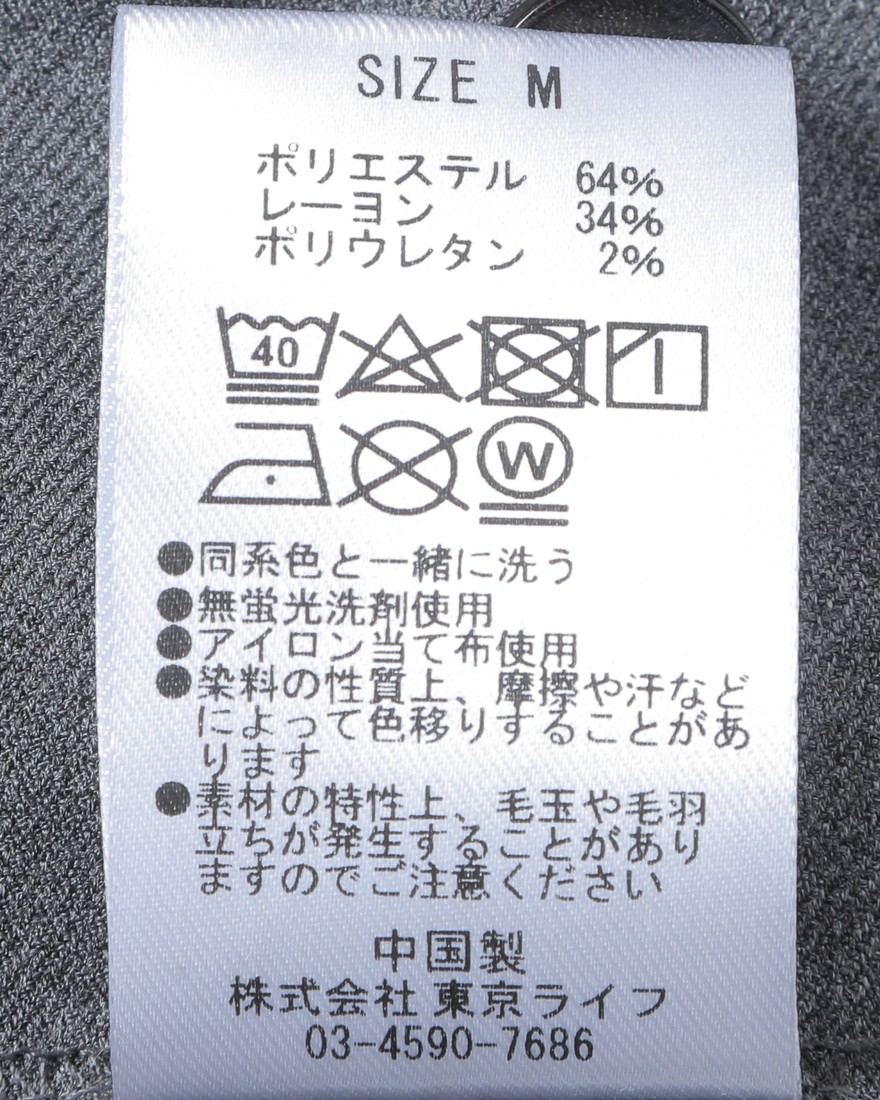 SIZE M
ポリエステル 64%
レーヨン 34%
ポリウレタン 2%
40
W
●同系色と一緒に洗う
●無蛍光洗剤使用
●アイロン当て布使用
●染料の性質上、摩擦や汗など
によって色移りすることがあ
ります
●素材の特性上、毛玉や毛羽
立ちが発生することがあり
ますのでご注意ください
中国製
株式会社 東京ライフ
03-4590-7686